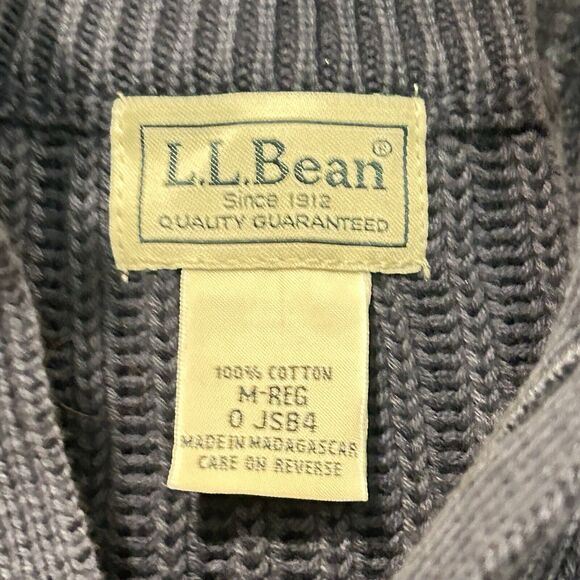 L.L.Bean®
Since 1912
QUALITY GUARANTEED
100% COTTON
M-REG
0 JSB4
MADE IN MADAGASCAR
CARE ON REVERSE